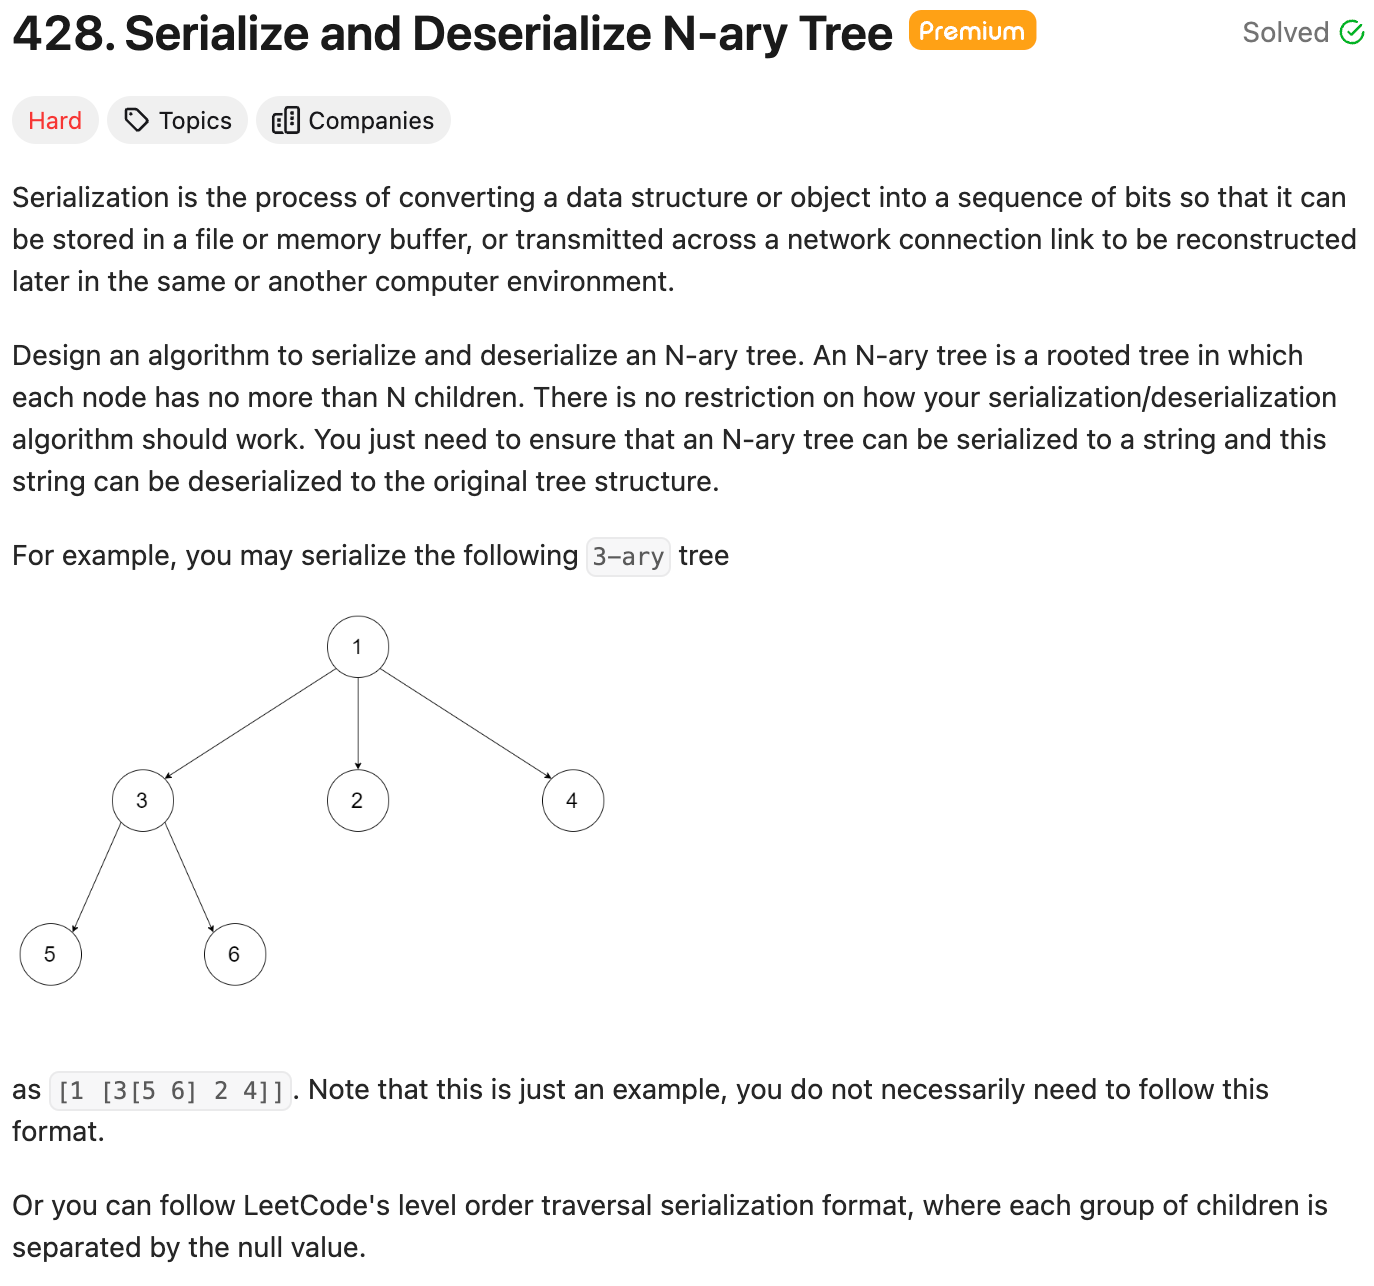 428. Serialize and Deserialize N-ary Tree Premium Solved
Hard Topics Companies
Serialization is the process of converting a data structure or object into a sequence of bits so that it can
be stored in a file or memory buffer, or transmitted across a network connection link to be reconstructed
later in the same or another computer environment.
Design an algorithm to serialize and deserialize an N-ary tree. An N-ary tree is a rooted tree in which
each node has no more than N children. There is no restriction on how your serialization/deserialization
algorithm should work. You just need to ensure that an N-ary tree can be serialized to a string and this
string can be deserialized to the original tree structure.
For example, you may serialize the following 3-ary tree
1
3 2 4
5 6
as [1 [3[5 6] 2 4]]. Note that this is just an example, you do not necessarily need to follow this
format.
Or you can follow LeetCode's level order traversal serialization format, where each group of children is
separated by the null value.